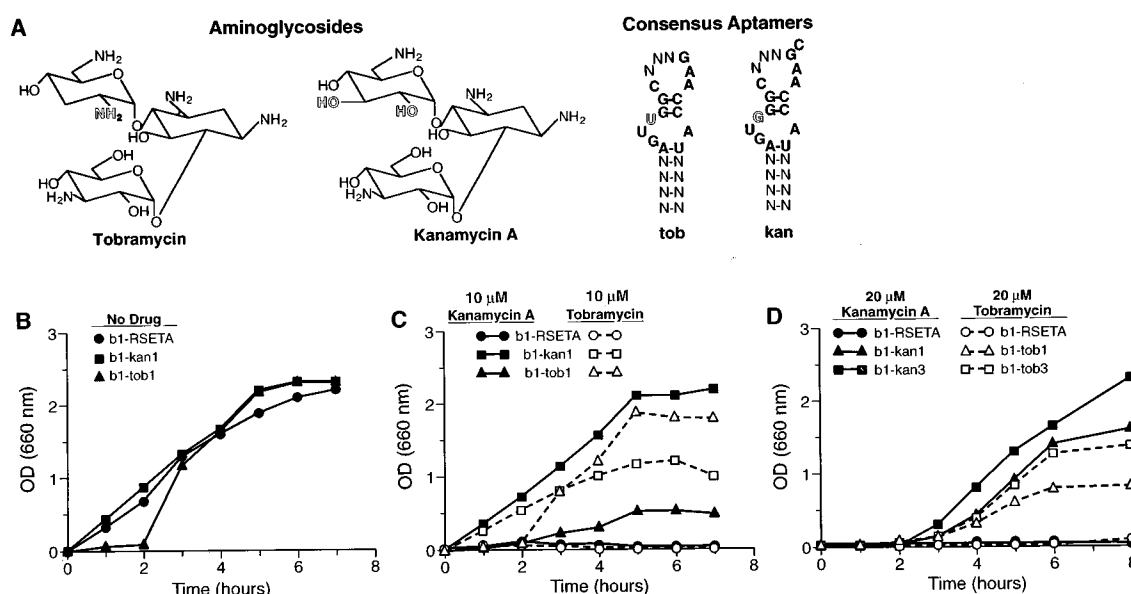 A
Aminoglycosides
Consensus Aptamers
NH2
HO
O
NH2
NH2
NH2
O
HO
OH
HO
O
H2N
OH
O
Tobramycin
NH2
HO
O
HO
HO
NH2
NH2
O
HO
OH
HO
O
H2N
OH
O
Kanamycin A
N N N G
N A
C A
G C
G C
U
U A
G A U
N-N
N-N
N-N
N-N
tob
C
N N G
N A
N A
C C
G C
G
G
U A
G A-U
N-N
N-N
N-N
N-N
kan
B
No Drug
b1-RSETA
b1-kan1
b1-tob1
OD (660 nm)
3
2
1
0
0 2 4 6 8
Time (hours)
C
10 µM
Kanamycin A
10 µM
Tobramycin
b1-RSETA
b1-kan1
b1-tob1
OD (660 nm)
3
2
1
0
0 2 4 6 8
Time (hours)
D
20 µM
Kanamycin A
20 µM
Tobramycin
b1-RSETA
b1-RSETA
b1-kan1
b1-tob1
b1-kan3
b1-tob3
OD (660 nm)
3
2
1
0
0 2 4 6 8
Time (hours)